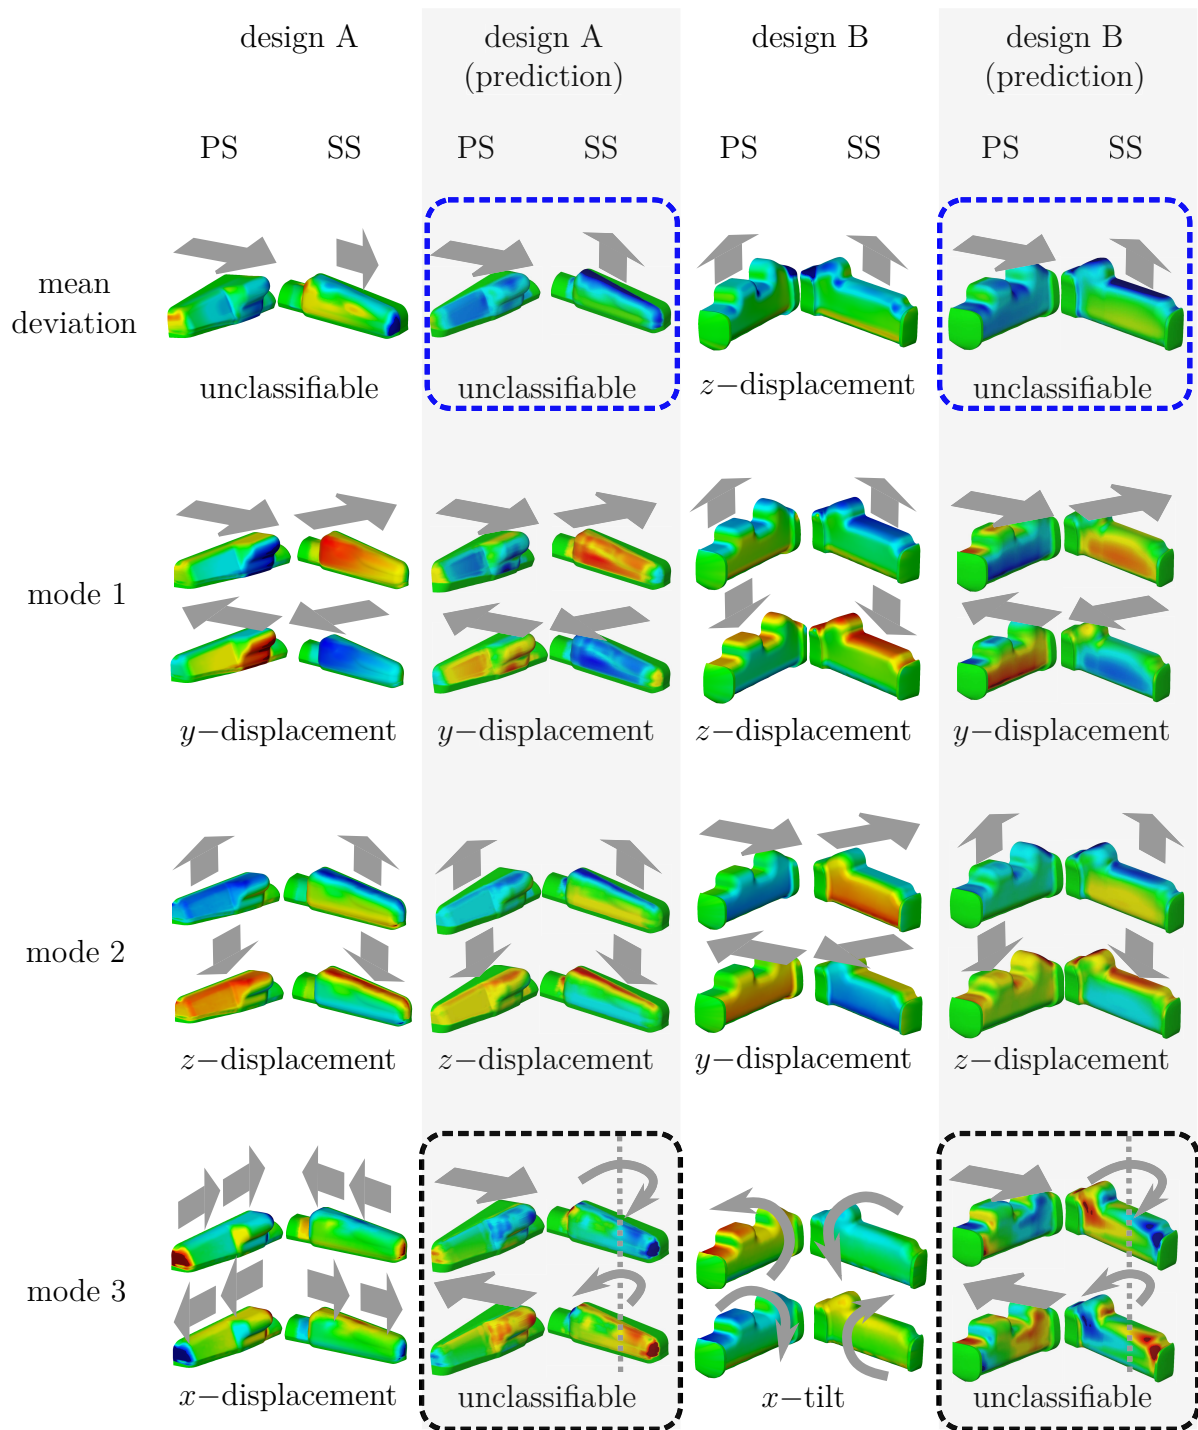 design A design A design B design B
(prediction) (prediction)
PS SS PS SS PS SS PS SS
mean
deviation
unclassifiable unclassifiable z−displacement unclassifiable
mode 1
y−displacement y−displacement z−displacement y−displacement
mode 2
z−displacement z−displacement y−displacement z−displacement
mode 3
x−displacement unclassifiable x−tilt unclassifiable